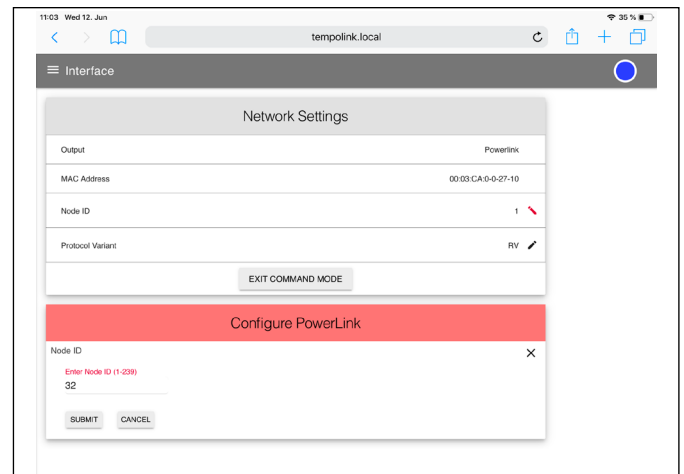 11:03 Wed 12. Jun
35 %
tempolink.local
Interface
Network Settings
Output Powerlink
MAC Address 00:03:CA:0-0-27-10
Node ID 1
Protocol Variant RV
EXIT COMMAND MODE
Configure PowerLink
Node ID
Enter Node ID (1-239)
32
SUBMIT CANCEL